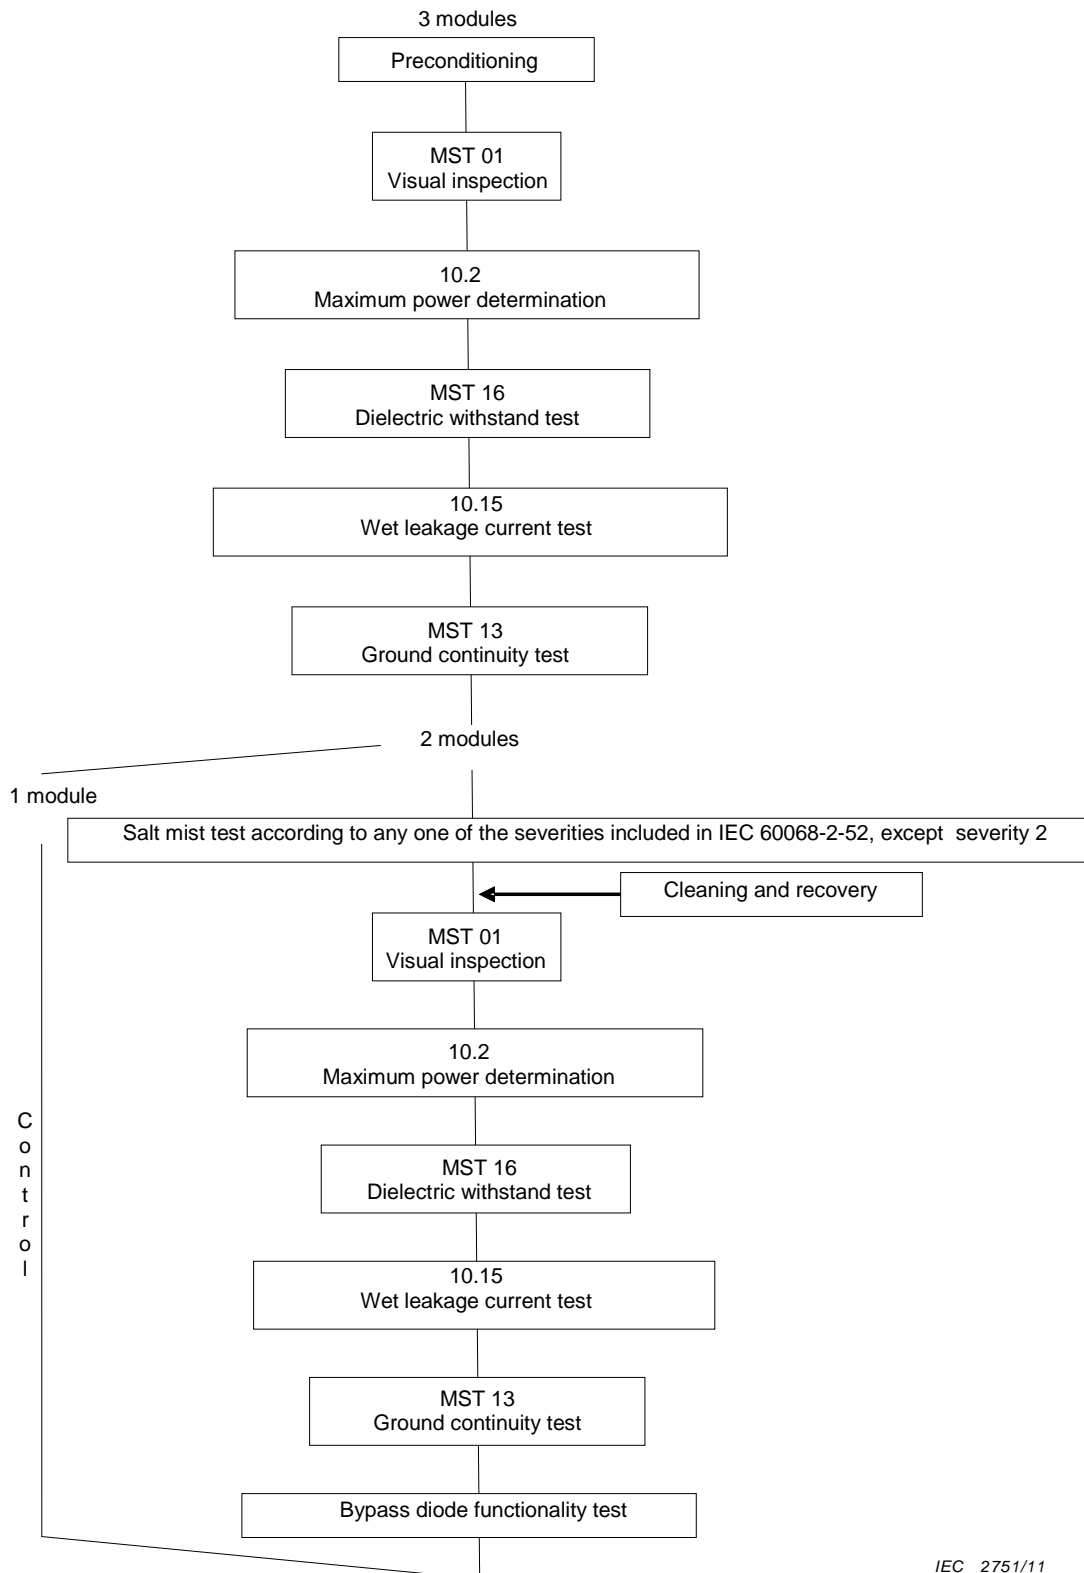 3 modules
Preconditioning
MST 01
Visual inspection
10.2
Maximum power determination
MST 16
Dielectric withstand test
10.15
Wet leakage current test
MST 13
Ground continuity test
2 modules
1 module
Salt mist test according to any one of the severities included in IEC 60068-2-52, except severity 2
Cleaning and recovery
MST 01
Visual inspection
10.2
Maximum power determination
Control
MST 16
Dielectric withstand test
10.15
Wet leakage current test
MST 13
Ground continuity test
Bypass diode functionality test
IEC 2751/11